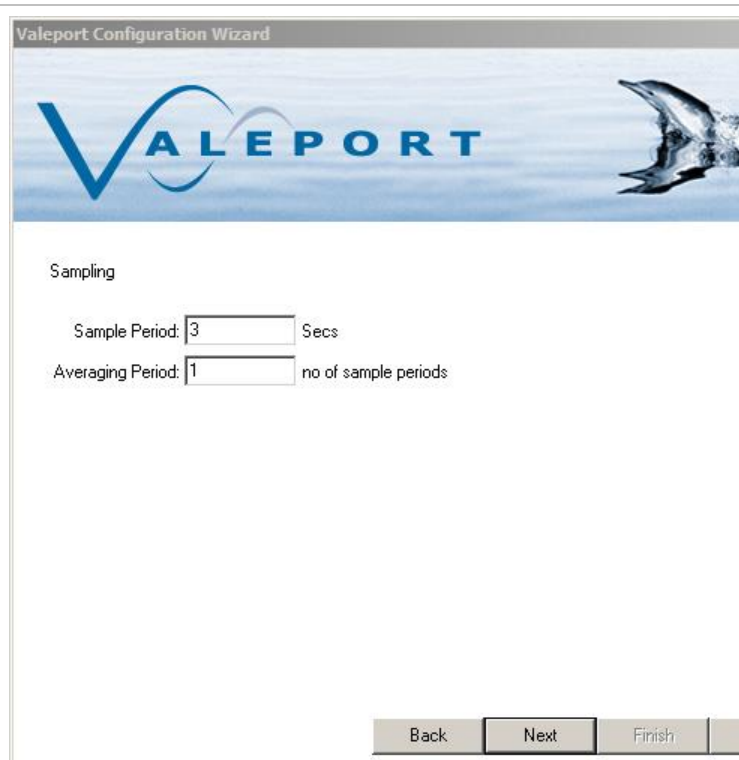 Valeport Configuration Wizard
VALEPORT
Sampling
Sample Period: 3 Secs
Averaging Period: 1 no of sample periods
Back Next Finish